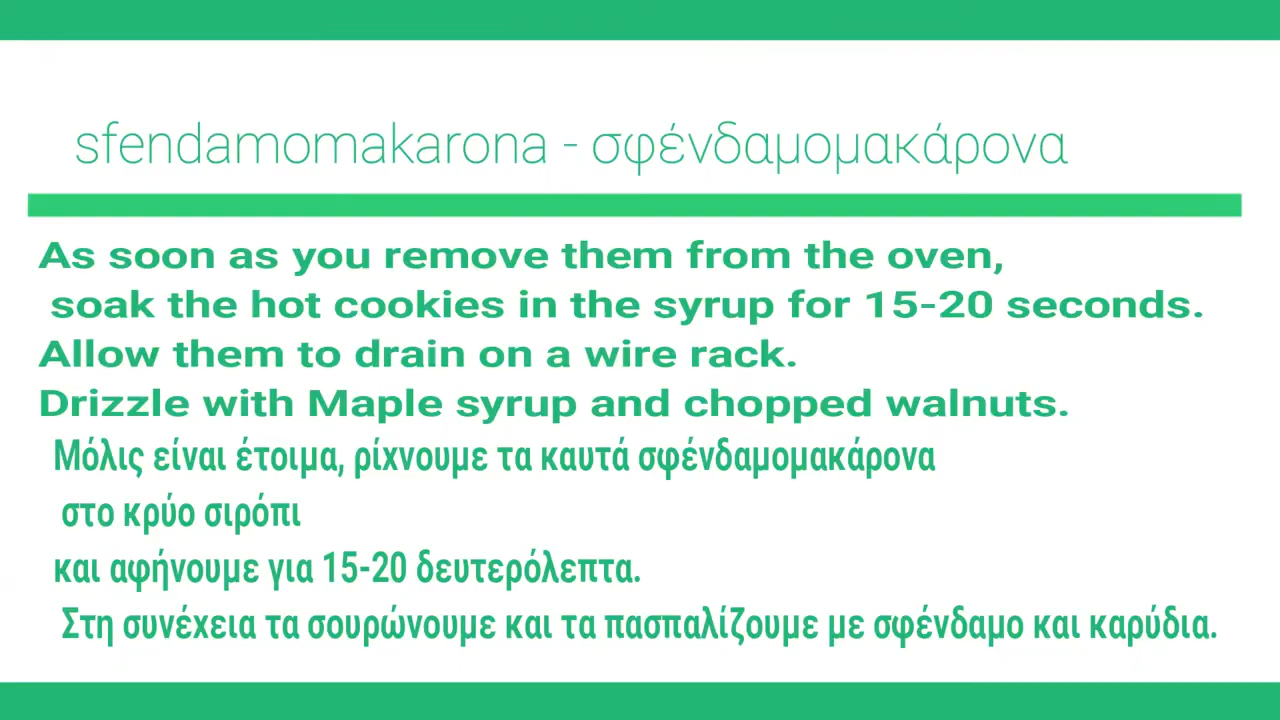 sfendamomakarona - σφένδαμομακάρονα
As soon as you remove them from the oven,
soak the hot cookies in the syrup for 15-20 seconds.
Allow them to drain on a wire rack.
Drizzle with Maple syrup and chopped walnuts.
Μόλις είναι έτοιμα, ρίχνουμε τα καυτά σφένδαμομακάρονα
στο κρύο σιρόπι
και αφήνουμε για 15-20 δευτερόλεπτα.
Στη συνέχεια τα σουρώνουμε και τα πασπαλίζουμε με σφένδαμο και καρύδια.